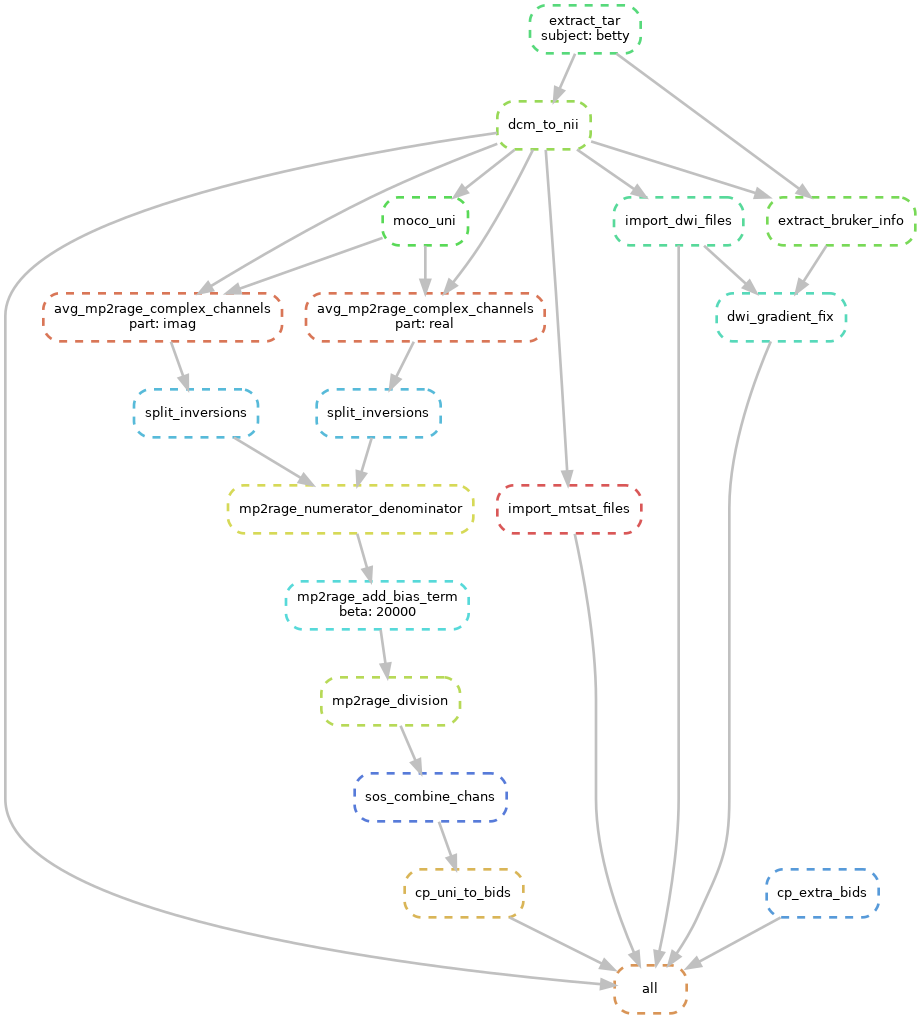 extract_tar
subject: betty
dcm_to_nii
moco_uni
import_dwi_files
extract_bruker_info
avg_mp2rage_complex_channels
part: imag
avg_mp2rage_complex_channels
part: real
dwi_gradient_fix
split_inversions
split_inversions
mp2rage_numerator_denominator
import_mtsat_files
mp2rage_add_bias_term
beta: 20000
mp2rage_division
sos_combine_chans
cp_uni_to_bids
cp_extra_bids
all